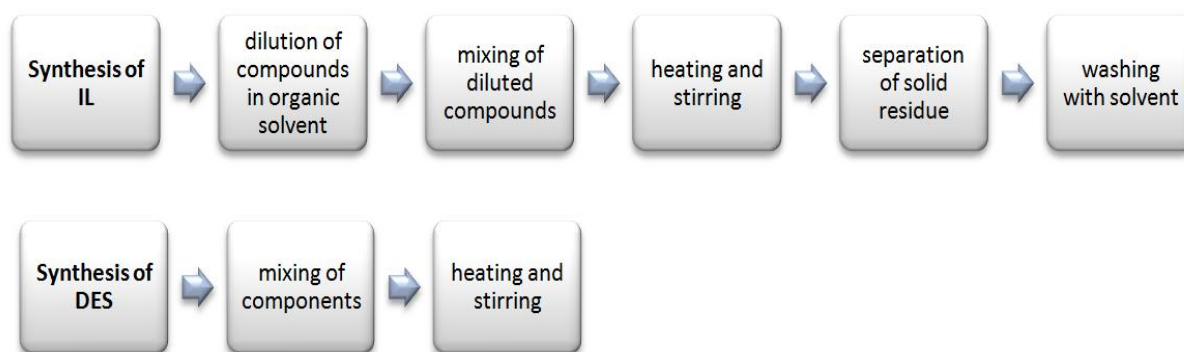 Synthesis of
IL
dilution of
compounds
in organic
solvent
mixing of
diluted
compounds
heating and
stirring
separation
of solid
residue
washing
with solvent
Synthesis of
DES
mixing of
components
heating and
stirring